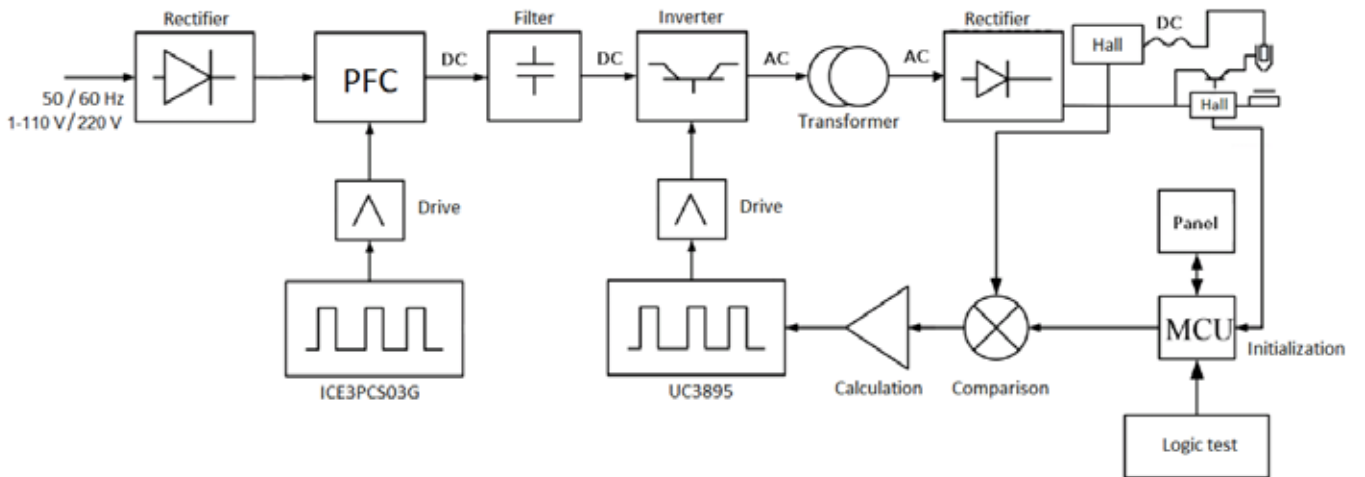 Rectifier
Filter
Inverter
Rectifier
DC
Hall
PFC
DC
DC
AC
AC
50 / 60 Hz
1-110 V / 220 V
Transformer
Hall
Drive
Drive
Panel
MCU
Initialization
ICE3PCS03G
UC3895
Calculation
Comparison
Logic test